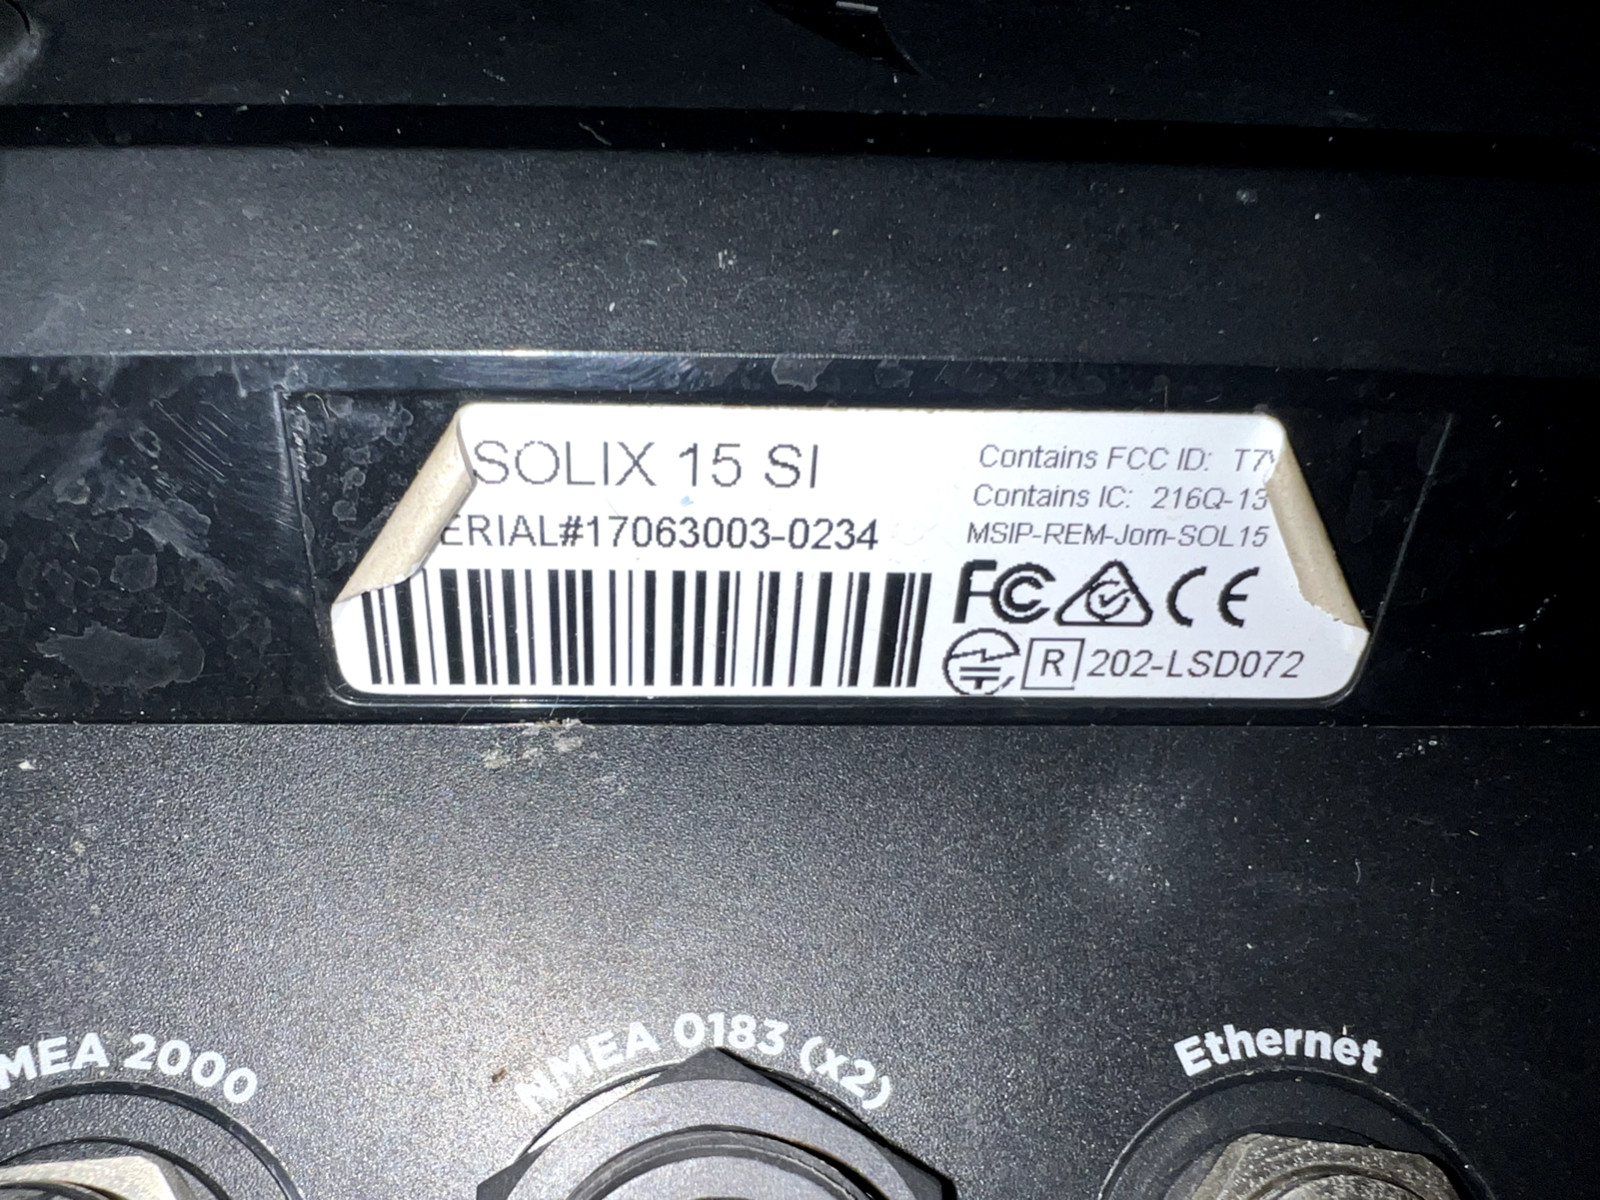 SOLIX 15 SI
ERIAL#17063003-0234
Contains FCC ID: T7
Contains IC: 216Q-13
MSIP-REM-Jom-SOL15
FC CE
R 202-LSD072
MEA 2000
NMEA 0183 (x2)
Ethernet